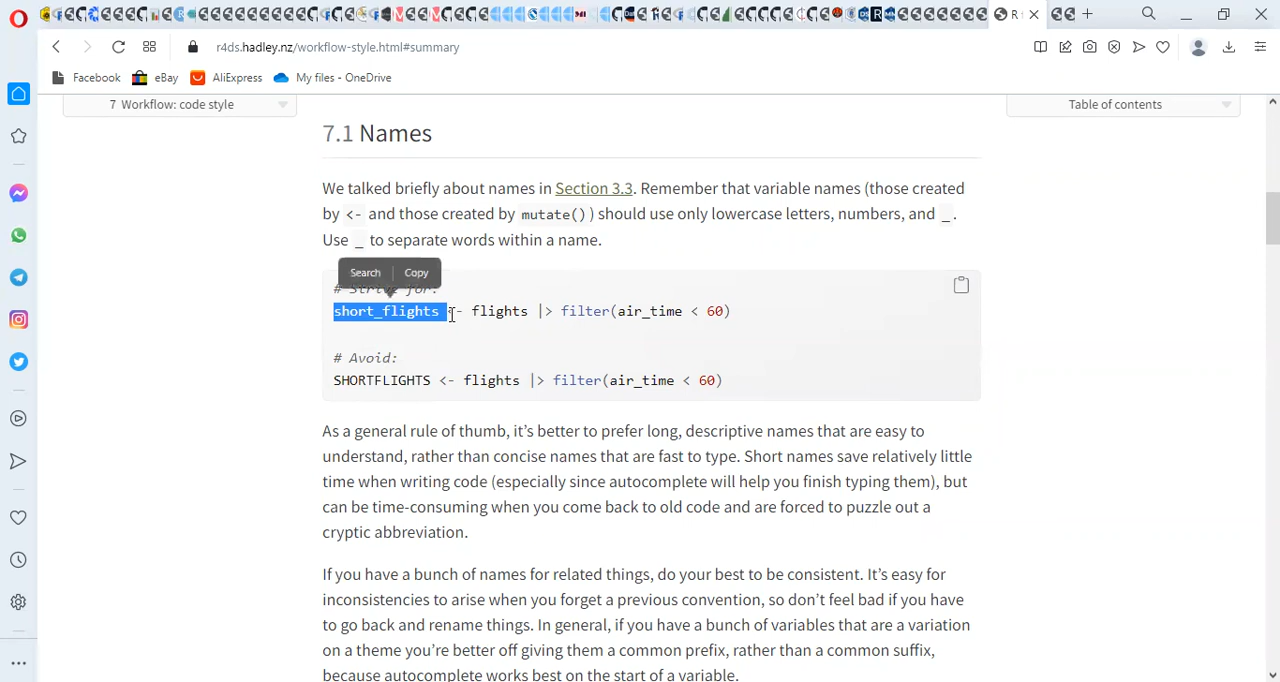 R
r4ds.hadley.nz/workflow-style.html#summary
Facebook eBay AliExpress My files - OneDrive
7 Workflow: code style
Table of contents
7.1 Names
We talked briefly about names in Section 3.3. Remember that variable names (those created
by <- and those created by mutate()) should use only lowercase letters, numbers, and _.
Use _ to separate words within a name.
Search Copy
# Strive for:
short_flights <- flights |> filter(air_time < 60)
# Avoid:
SHORTFLIGHTS <- flights |> filter(air_time < 60)
As a general rule of thumb, it’s better to prefer long, descriptive names that are easy to
understand, rather than concise names that are fast to type. Short names save relatively little
time when writing code (especially since autocomplete will help you finish typing them), but
can be time-consuming when you come back to old code and are forced to puzzle out a
cryptic abbreviation.
If you have a bunch of names for related things, do your best to be consistent. It’s easy for
inconsistencies to arise when you forget a previous convention, so don’t feel bad if you have
to go back and rename things. In general, if you have a bunch of variables that are a variation
on a theme you’re better off giving them a common prefix, rather than a common suffix,
because autocomplete works best on the start of a variable.